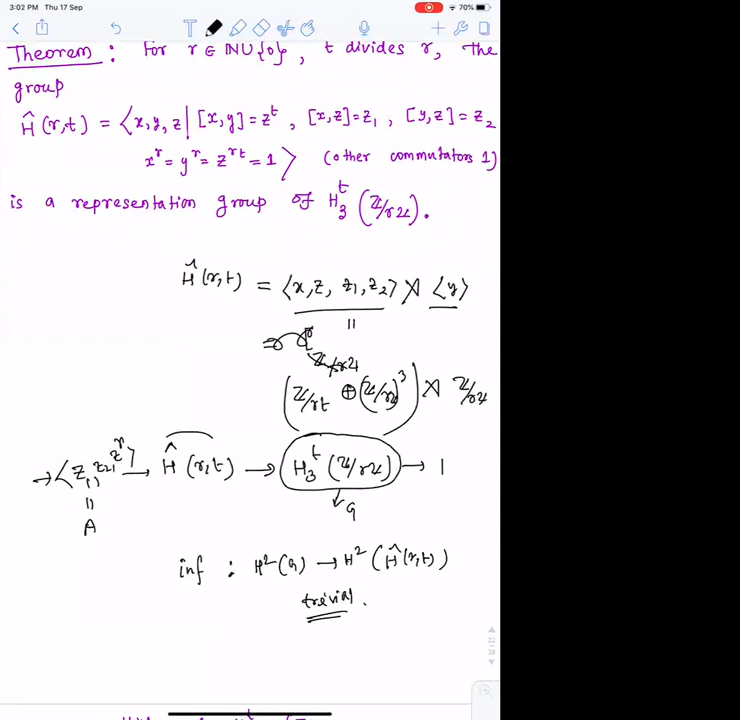 3:02 PM Thu 17 Sep
70%
Theorem : For r ∈ ℕ∪{0}, t divides r, the
group
Ĥ(r,t) = ⟨x, y, z | [x,y]=z^t, [x,z]=z₁, [y,z]=z₂
x^r = y^r = z^{rt} = 1⟩ (other commutators 1)
is a representation group of H₃^t (ℤ/rℤ).
Ĥ(r,t) = ⟨x, z, z₁, z₂⟩ ⋊ ⟨y⟩
||
(ℤ/rt ⊕ (ℤ/rℤ)³) ⋊ ℤ/rℤ
→ ⟨z₁, z₂, z^r⟩ → Ĥ(r,t) → H₃^t (ℤ/rℤ) → 1
||
A
G
inf : H²(G) → H²(Ĥ(r,t))
trivial.